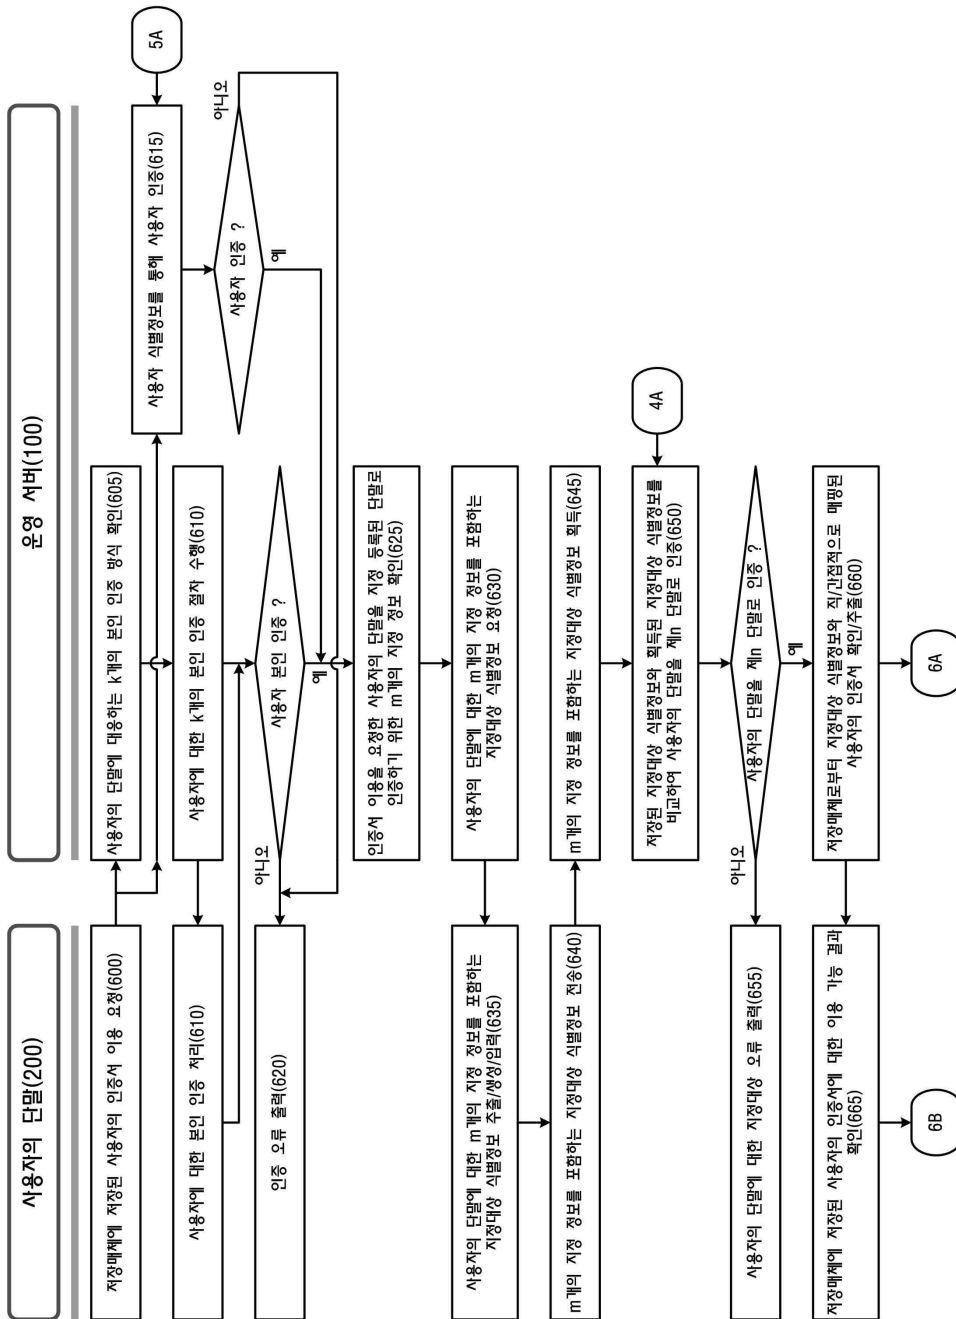 사용자의 단말(200)
운영 서버(100)
저장매체에 저장된 사용자의 인증서 이용 요청(600)
사용자의 단말에 대응하는 k개의 본인 인증 방식 확인(605)
5A
사용자 식별정보를 통해 사용자 인증(615)
사용자에 대한 본인 인증 처리(610)
사용자에 대한 k개의 본인 인증 절차 수행(610)
사용자 인증 ?
아니오
예
인증 오류 출력(620)
아니오
사용자 본인 인증 ?
예
인증서 이용을 요청한 사용자의 단말을 지정 등록된 단말로
인증하기 위한 m개의 지정 정보 확인(625)
사용자의 단말에 대한 m개의 지정 정보를 포함하는
지정대상 식별정보 요청(630)
사용자의 단말에 대한 m개의 지정 정보를 포함하는
지정대상 식별정보 추출/생성/입력(635)
m개의 지정 정보를 포함하는 지정대상 식별정보 전송(640)
m개의 지정 정보를 포함하는 지정대상 식별정보 획득(645)
4A
저장된 지정대상 식별정보와 획득된 지정대상 식별정보를
비교하여 사용자의 단말을 제n 단말로 인증(650)
사용자의 단말에 대한 지정대상 오류 출력(655)
아니오
사용자의 단말을 제n 단말로 인증 ?
예
저장매체에 저장된 사용자의 인증서에 대한 이용 가능 결과
확인(665)
저장매체로부터 지정대상 식별정보와 직/간접적으로 매핑된
사용자의 인증서 확인/추출(660)
6B
6A